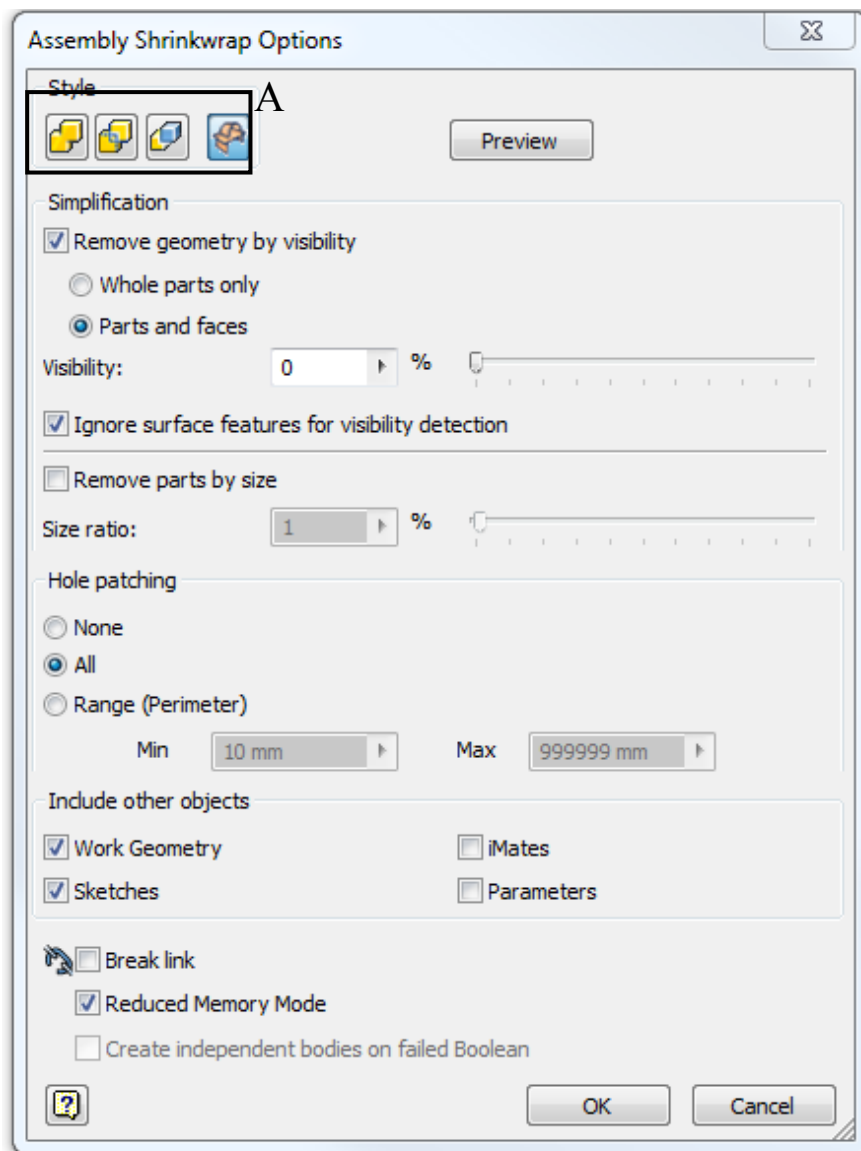 Assembly Shrinkwrap Options
Style
A
Preview
Simplification
Remove geometry by visibility
Whole parts only
Parts and faces
Visibility: 0 %
Ignore surface features for visibility detection
Remove parts by size
Size ratio: 1 %
Hole patching
None
All
Range (Perimeter)
Min 10 mm Max 999999 mm
Include other objects
Work Geometry iMates
Sketches Parameters
Break link
Reduced Memory Mode
Create independent bodies on failed Boolean
? OK Cancel